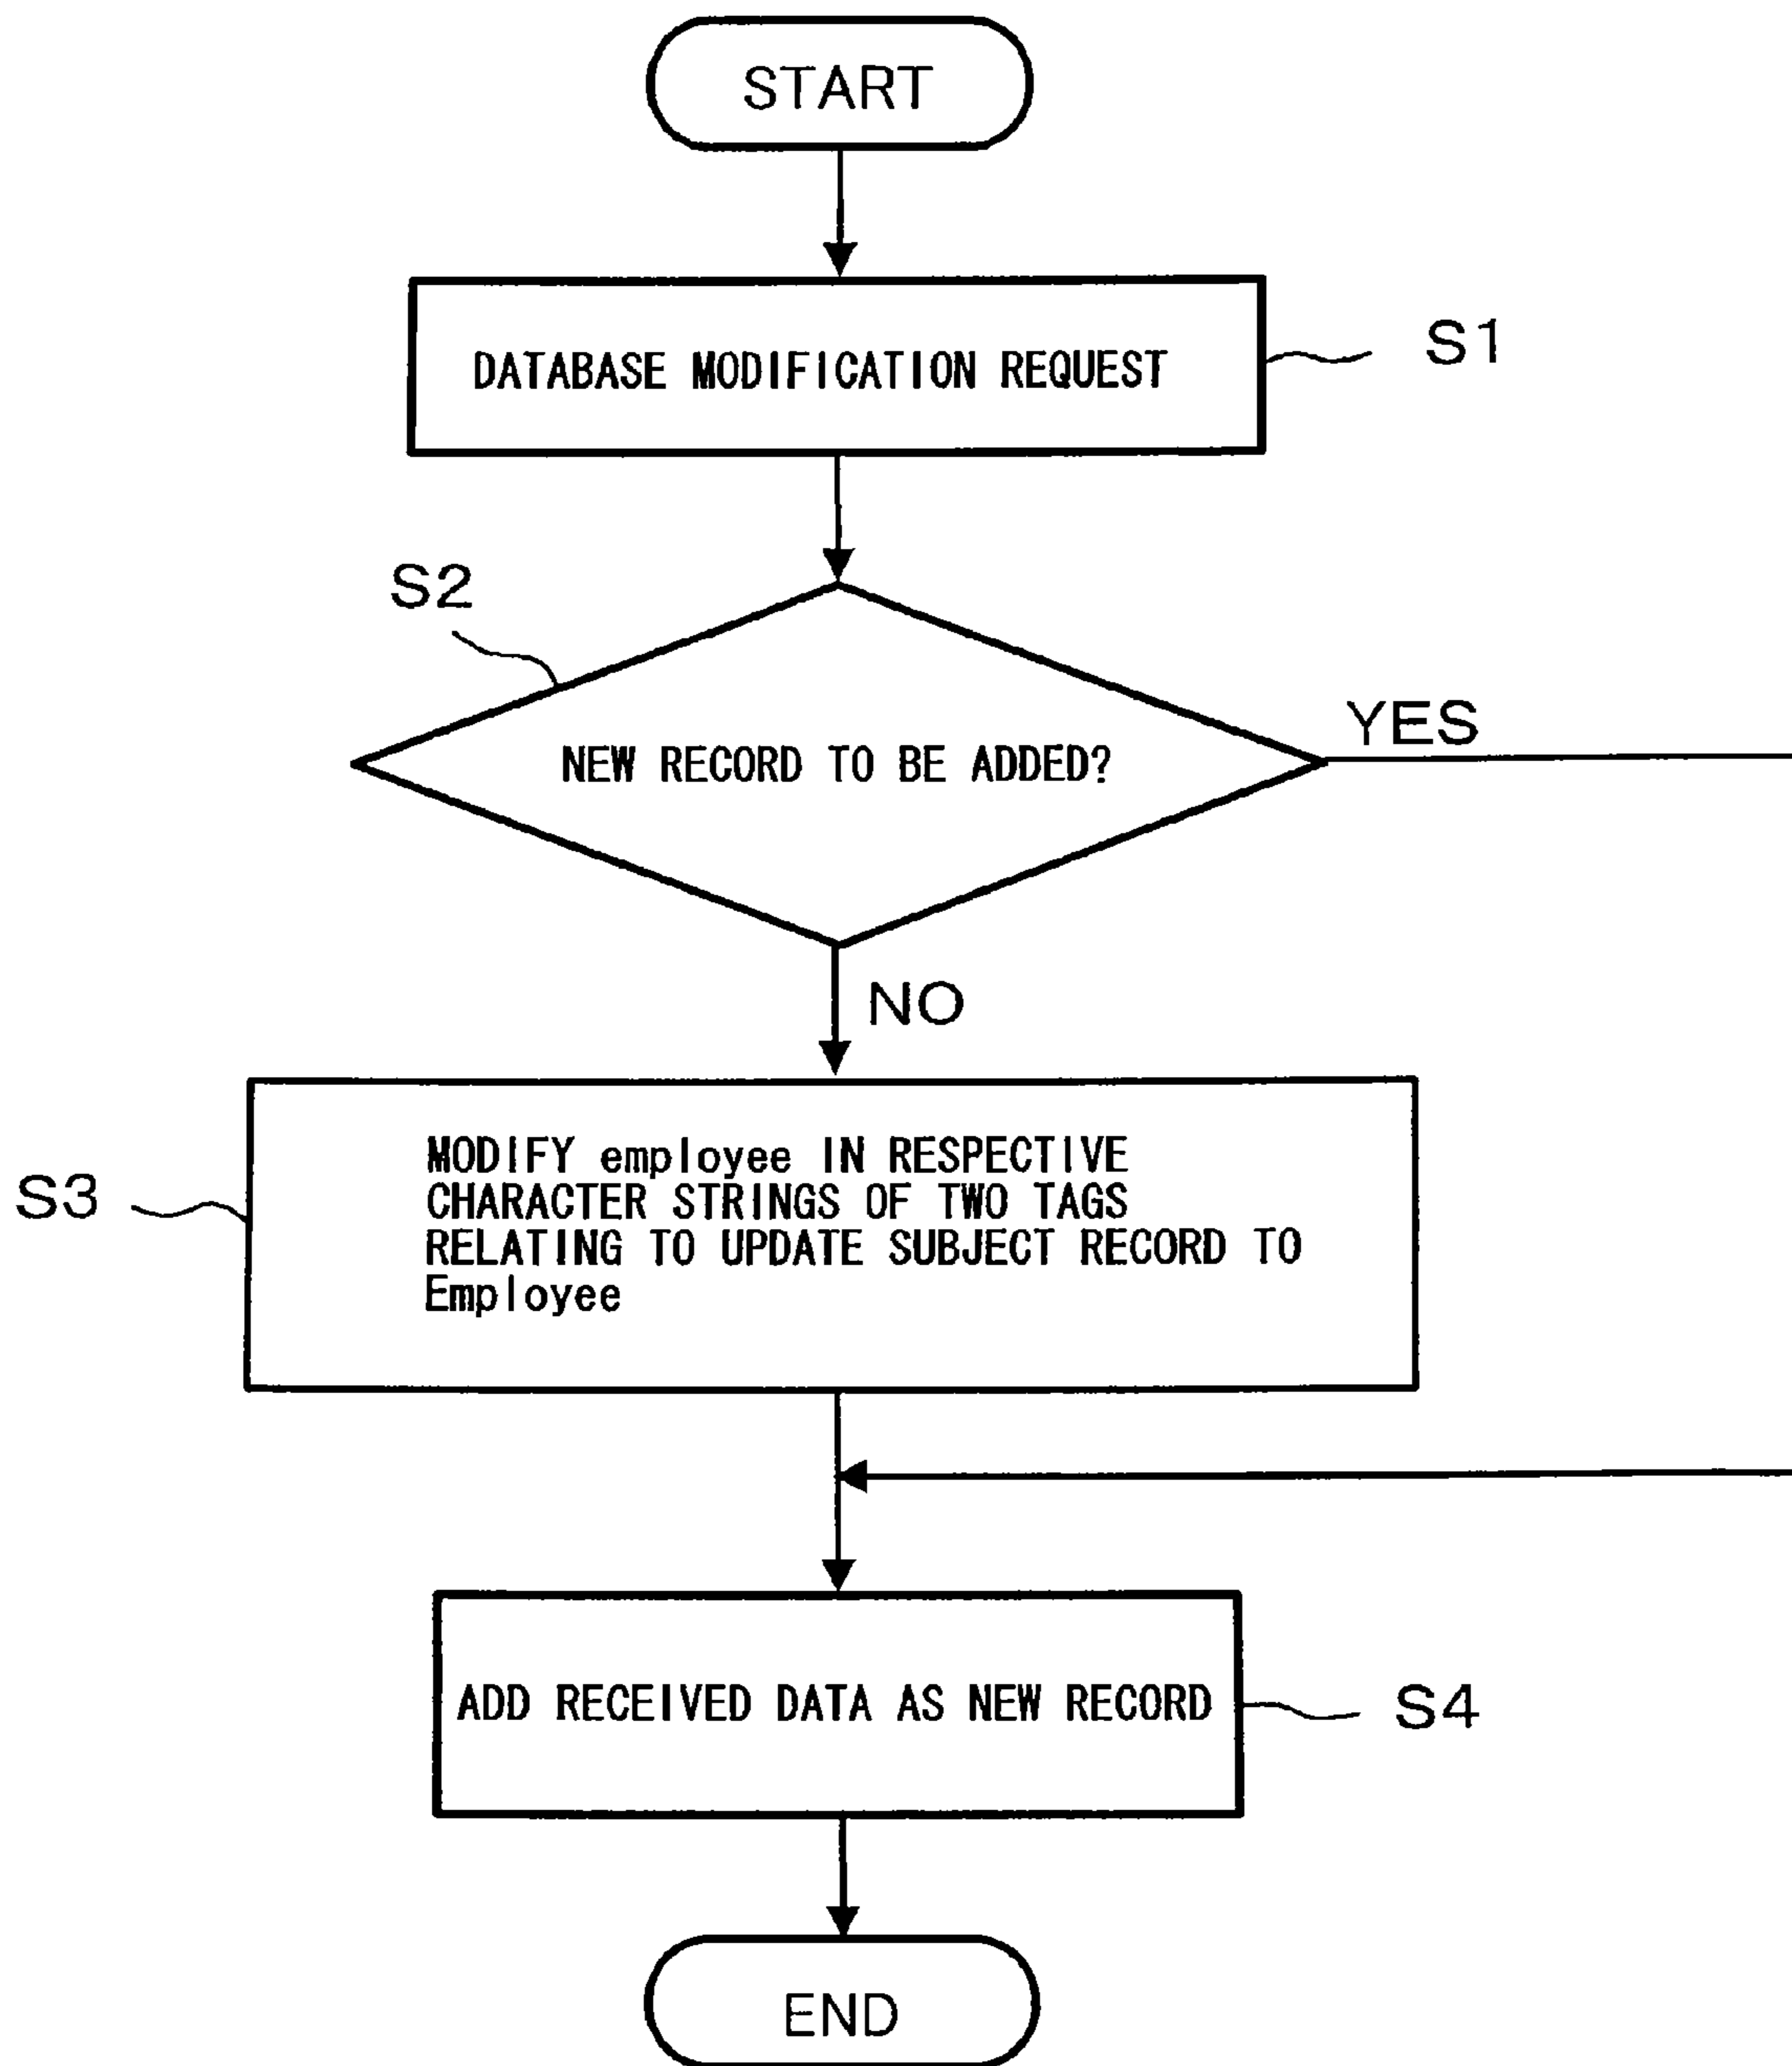 START
DATABASE MODIFICATION REQUEST
S1
S2
NEW RECORD TO BE ADDED?
YES
NO
S3
MODIFY employee IN RESPECTIVE
CHARACTER STRINGS OF TWO TAGS
RELATING TO UPDATE SUBJECT RECORD TO
Employee
ADD RECEIVED DATA AS NEW RECORD
S4
END